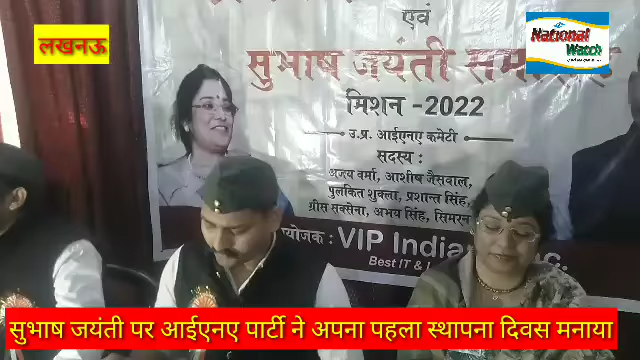 लखनऊ
National
Watch
एवं
सुभाष जयंती
मिशन -2022
उ.प्र. आईएनए कमेटी
सदस्य :
अजय वर्मा, आशीष जैसवाल,
पुलकित शुक्ला, प्रशान्त सिंह,
ग्रीस सक्सेना, अभय सिंह, सिमरन
VIP India
Best IT &
सुभाष जयंती पर आईएनए पार्टी ने अपना पहला स्थापना दिवस मनाया